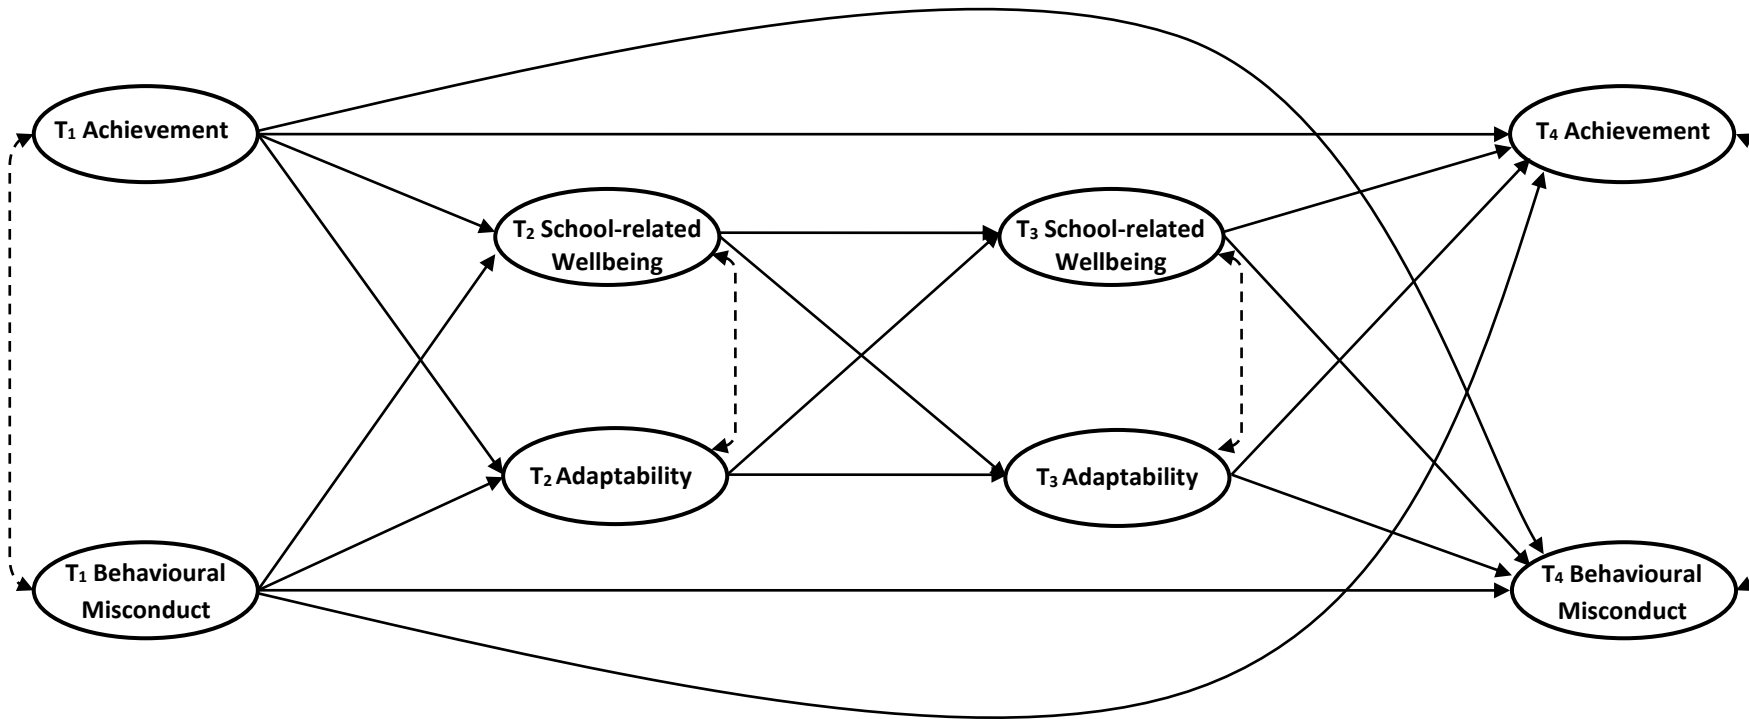 T₁ Achievement
T₄ Achievement
T₂ School-related
Wellbeing
T₃ School-related
Wellbeing
T₂ Adaptability
T₃ Adaptability
T₁ Behavioural
Misconduct
T₄ Behavioural
Misconduct